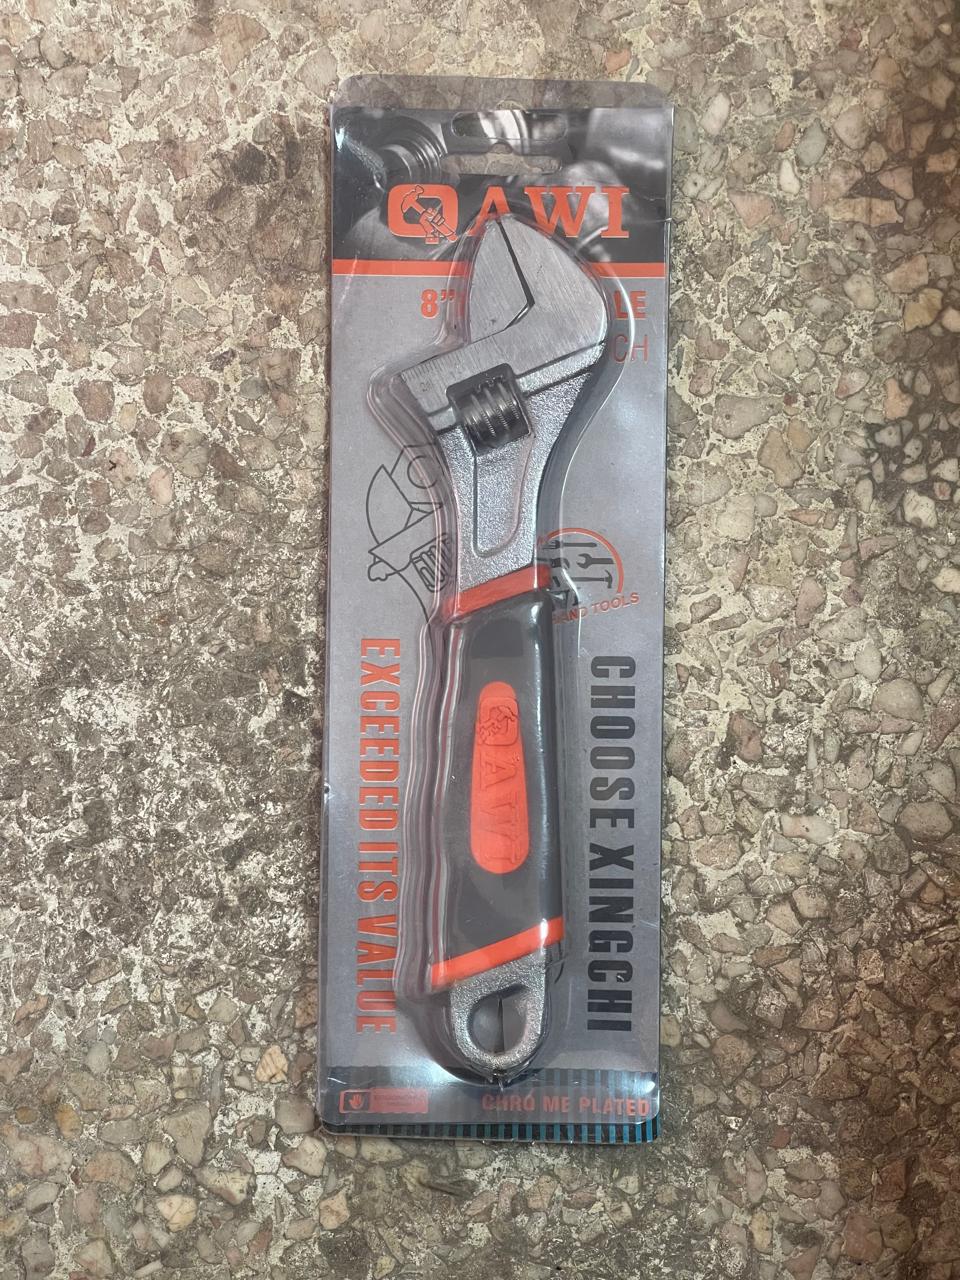 QAWI
8" LE
CH
HAND TOOLS
EXCEEDED ITS VALUE
CHOOSE XINGCHI
QAWI
CHRO ME PLATED